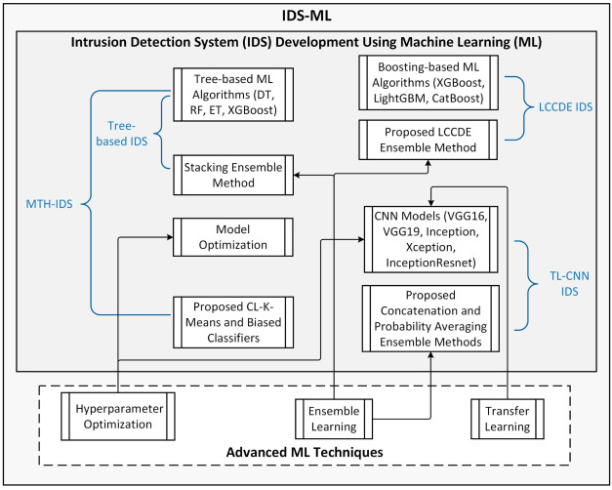 IDS-ML
Intrusion Detection System (IDS) Development Using Machine Learning (ML)
Tree-based ML
Algorithms (DT,
RF, ET, XGBoost)
Boosting-based ML
Algorithms (XGBoost,
LightGBM, CatBoost)
LCCDE IDS
Tree-
based IDS
Proposed LCCDE
Ensemble Method
Stacking Ensemble
Method
MTH-IDS
Model
Optimization
CNN Models (VGG16,
VGG19, Inception,
Xception,
InceptionResnet)
TL-CNN
IDS
Proposed CL-K-
Means and Biased
Classifiers
Proposed
Concatenation and
Probability Averaging
Ensemble Methods
Hyperparameter
Optimization
Ensemble
Learning
Transfer
Learning
Advanced ML Techniques